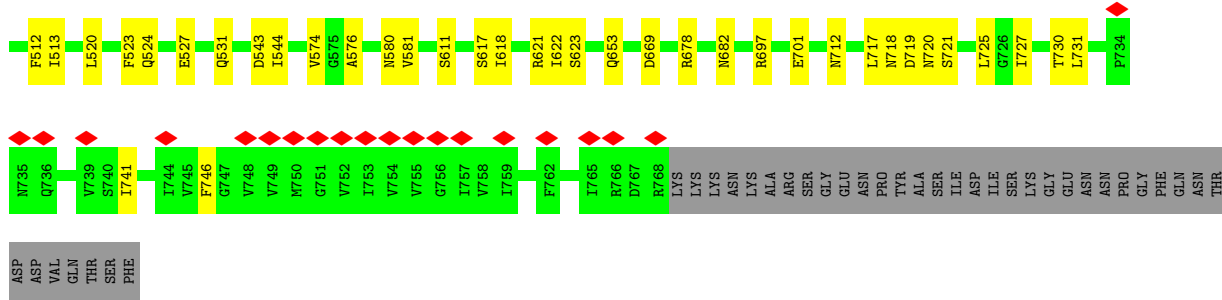 F512 I513 L520 F523 Q524 E527 Q531 D543 I544 V574 G575 A576 N580 V581 S611 S617 I618 R621 I622 S623 Q653 D669 R678 N682 R697 E701 N712 L717 N718 D719 N720 S721 L725 G726 I727 T730 L731 P734
N735 Q736 V739 S740 I741 I744 V745 F746 G747 V748 V749 M750 G751 V752 I753 V754 V755 G756 I757 V758 I759 F762 I765 R766 D767 R768 LYS LYS LYS ASN LYS ALA ARG SER GLY GLU ASN PRO TYR ALA SER ILE ASP ILE SER LYS GLY GLU ASN ASN PRO GLY PHE GLN ASN THR
ASP ASP VAL GLN THR SER PHE